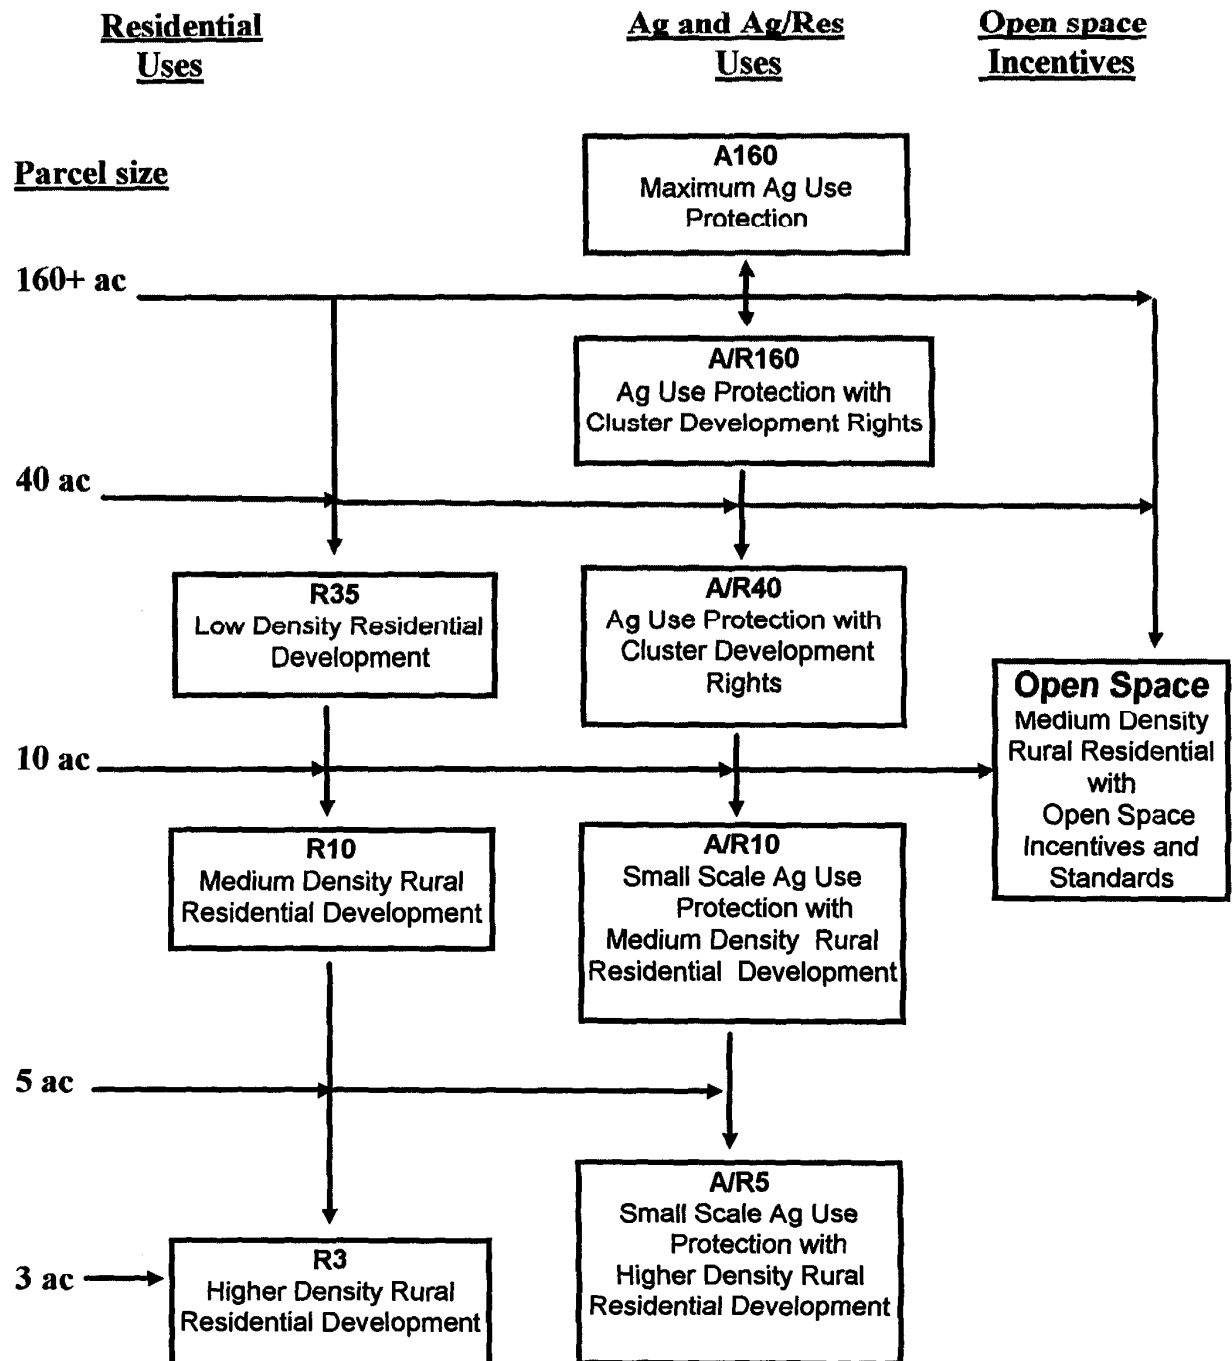 Residential
Uses
Ag and Ag/Res
Uses
Open space
Incentives
Parcel size
A160
Maximum Ag Use
Protection
160+ ac
A/R160
Ag Use Protection with
Cluster Development Rights
40 ac
R35
Low Density Residential
Development
A/R40
Ag Use Protection with
Cluster Development
Rights
Open Space
Medium Density
Rural Residential
with
Open Space
Incentives and
Standards
10 ac
R10
Medium Density Rural
Residential Development
A/R10
Small Scale Ag Use
Protection with
Medium Density Rural
Residential Development
5 ac
A/R5
Small Scale Ag Use
Protection with
Higher Density Rural
Residential Development
3 ac
R3
Higher Density Rural
Residential Development